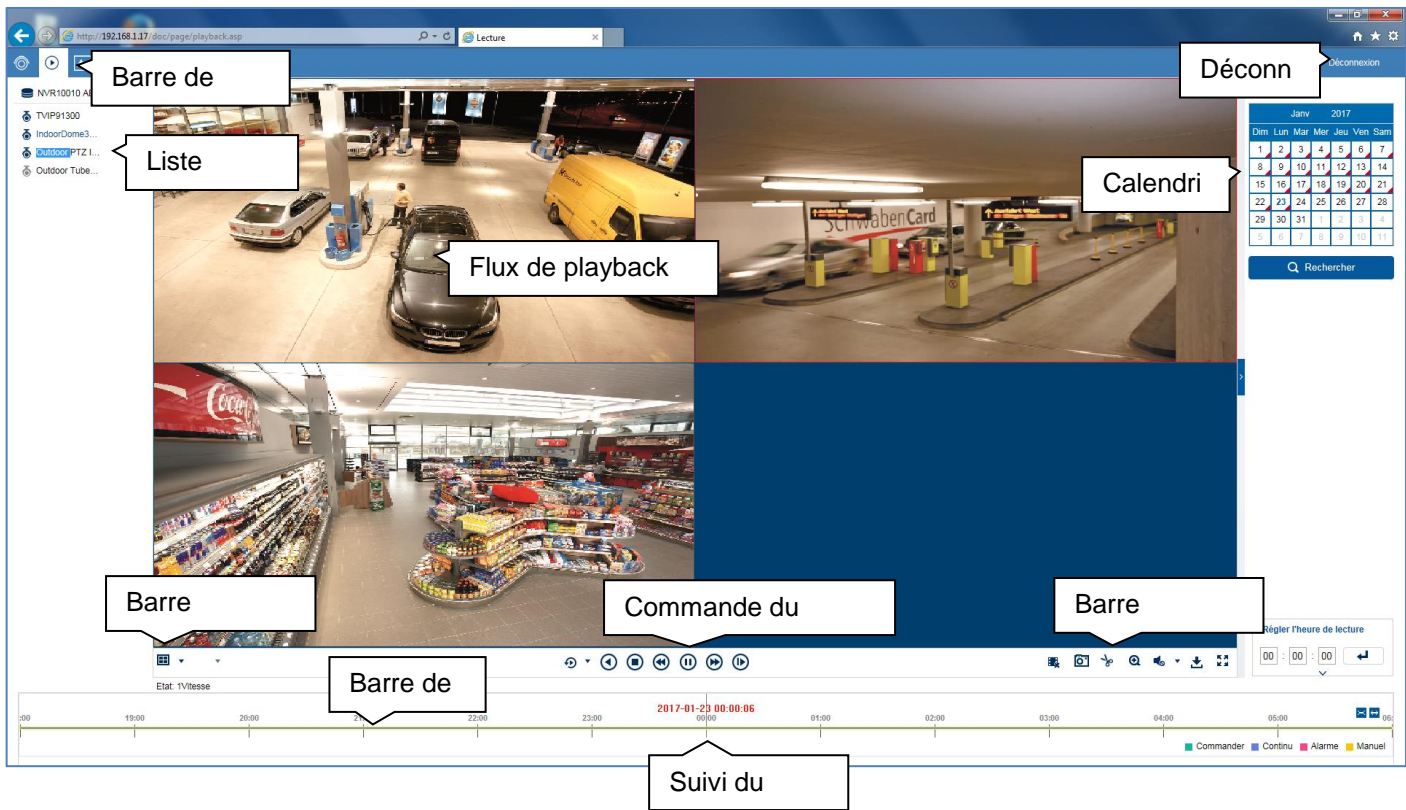 http://192.168.1.17/doc/page/playback.asp
Lecture
Barre de
Déconn
Déconnexion
NVR10010
TVIP91300
IndoorDome3...
Outdoor PTZ I...
Outdoor Tube...
Liste
Calendri
Flux de playback
SchwabenCard
Coca-Cola
Janv 2017
Dim Lun Mar Mer Jeu Ven Sam
1 2 3 4 5 6 7
8 9 10 11 12 13 14
15 16 17 18 19 20 21
22 23 24 25 26 27 28
29 30 31 1 2 3 4
5 6 7 8 9 10 11
Rechercher
Barre
Commande du
Barre
Régler l'heure de lecture
00 : 00 : 00
Etat: 1Vitesse
Barre de
2017-01-23 00:00:06
:00 19:00 20:00 21 22:00 23:00 00:00 01:00 02:00 03:00 04:00 05:00 06:
Commander Continu Alarme Manuel
Suivi du